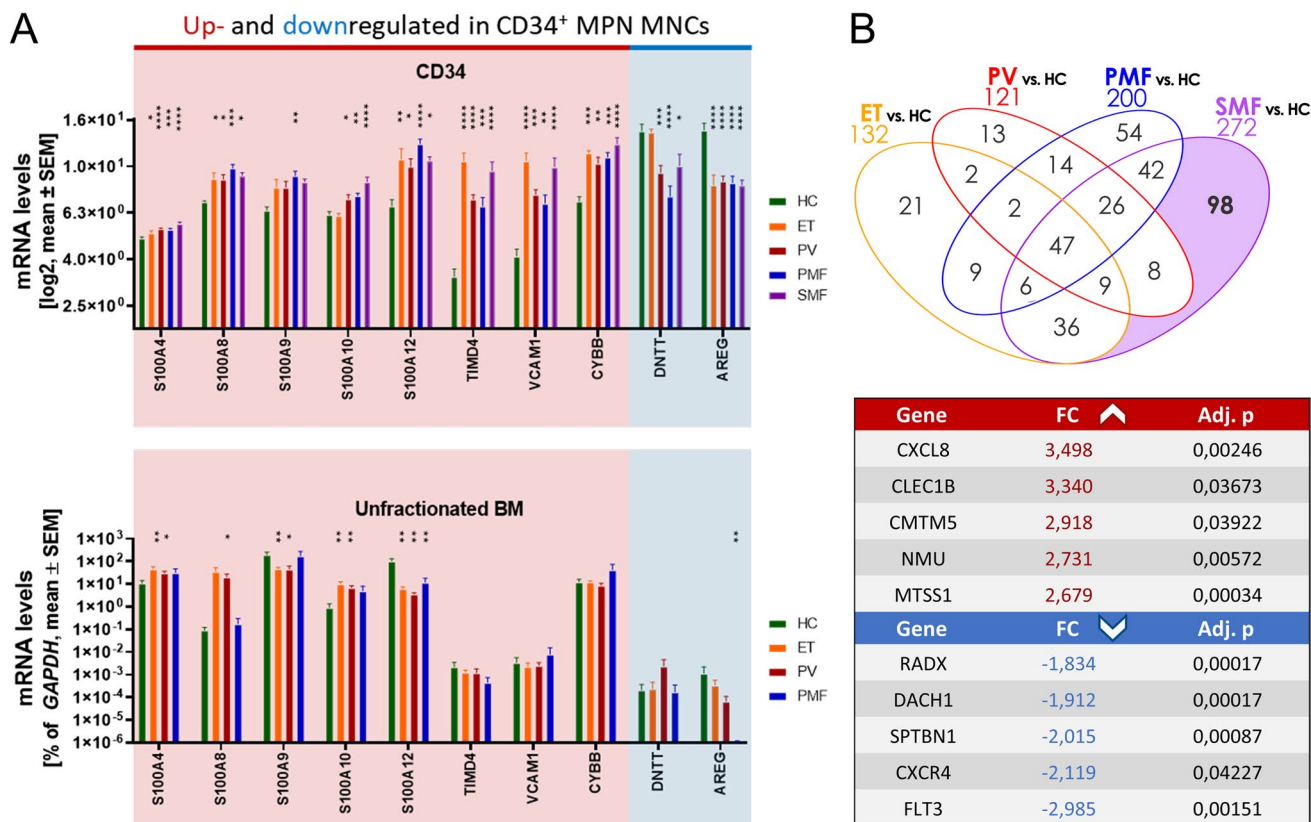 A
Up- and downregulated in CD34+ MPN MNCs
CD34
mRNA levels
[log2, mean ± SEM]
1.6×10¹
1.0×10¹
6.3×10⁰
4.0×10⁰
2.5×10⁰
S100A4
S100A8
S100A9
S100A10
S100A12
TIMD4
VCAM1
CYBB
DNTT
AREG
HC
ET
PV
PMF
SMF
Unfractionated BM
mRNA levels
[% of GAPDH, mean ± SEM]
1×10³
1×10²
1×10¹
1×10⁰
1×10⁻¹
1×10⁻²
1×10⁻³
1×10⁻⁴
1×10⁻⁵
1×10⁻⁶
S100A4
S100A8
S100A9
S100A10
S100A12
TIMD4
VCAM1
CYBB
DNTT
AREG
HC
ET
PV
PMF
B
ET vs. HC
132
PV vs. HC
121
PMF vs. HC
200
SMF vs. HC
272
13
54
2
14
42
21
2
26
98
47
9
6
9
8
36
Gene FC Adj. p
CXCL8 3,498 0,00246
CLEC1B 3,340 0,03673
CMTM5 2,918 0,03922
NMU 2,731 0,00572
MTSS1 2,679 0,00034
Gene FC Adj. p
RADX -1,834 0,00017
DACH1 -1,912 0,00017
SPTBN1 -2,015 0,00087
CXCR4 -2,119 0,04227
FLT3 -2,985 0,00151